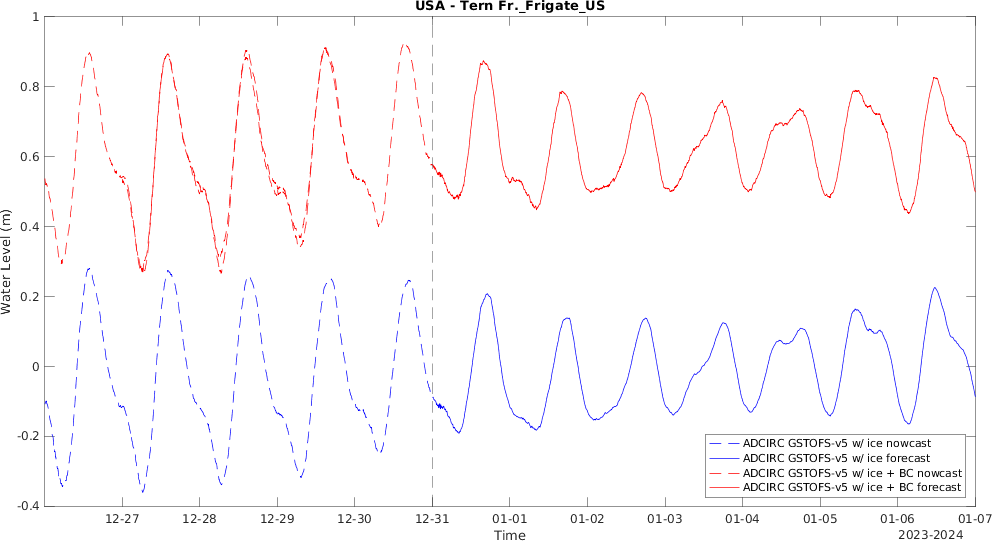 USA - Tern Fr._Frigate_US
Water Level (m)
1
0.8
0.6
0.4
0.2
0
-0.2
-0.4
ADCIRC GSTOFS-v5 w/ ice nowcast
ADCIRC GSTOFS-v5 w/ ice forecast
ADCIRC GSTOFS-v5 w/ ice + BC nowcast
ADCIRC GSTOFS-v5 w/ ice + BC forecast
12-27 12-28 12-29 12-30 12-31 01-01 01-02 01-03 01-04 01-05 01-06 01-07
Time
2023-2024